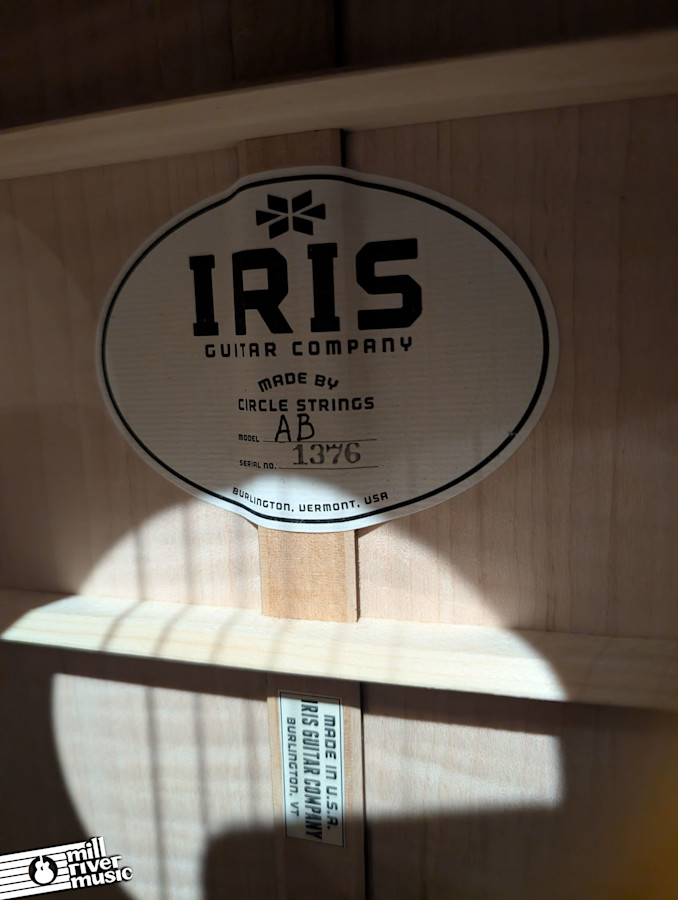 IRIS
GUITAR COMPANY
MADE BY
CIRCLE STRINGS
MODEL AB
SERIAL NO. 1376
BURLINGTON, VERMONT, USA
MADE IN U.S.A.
IRIS GUITAR COMPANY
BURLINGTON, VT
mill
river
music